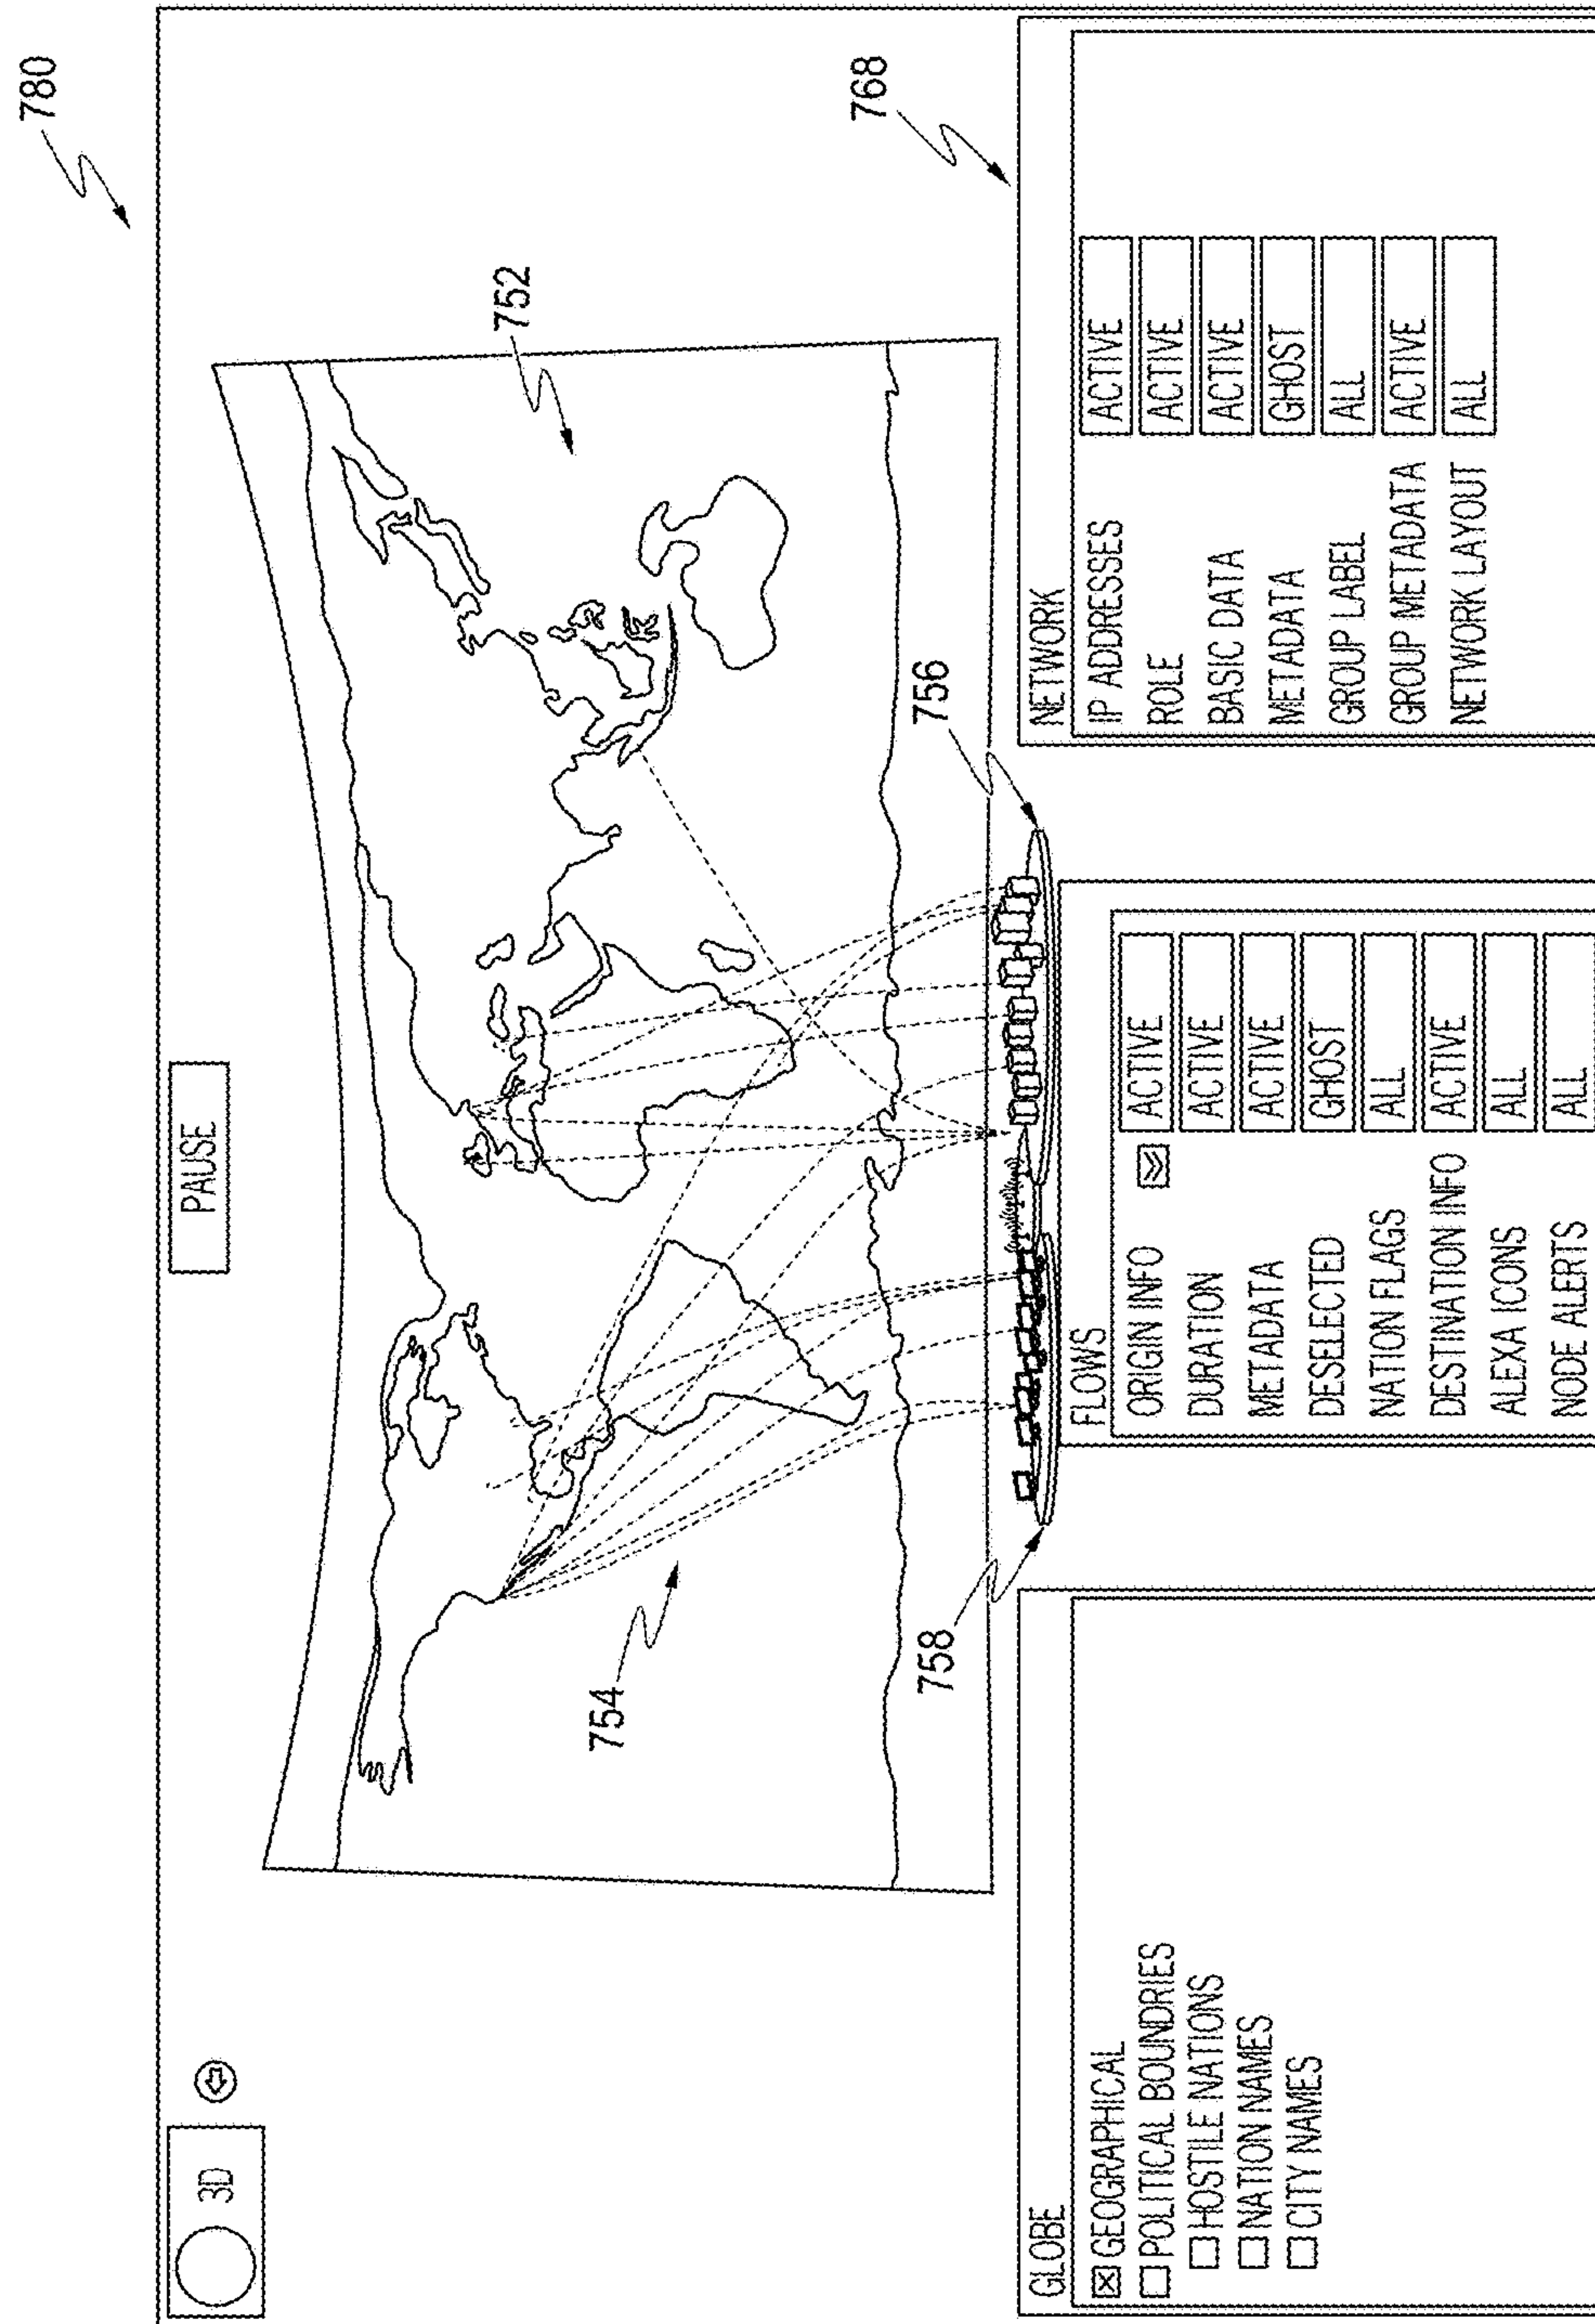 780
3D
PAUSE
752
754
758
756
768
GLOBE
GEOGRAPHICAL
POLITICAL BOUNDRIES
HOSTILE NATIONS
NATION NAMES
CITY NAMES
FLOWS
ORIGIN INFO ACTIVE
DURATION ACTIVE
METADATA ACTIVE
DESELECTED GHOST
NATION FLAGS ALL
DESTINATION INFO ACTIVE
ALEXA ICONS ALL
NODE ALERTS ALL
NETWORK
IP ADDRESSES ACTIVE
ROLE ACTIVE
BASIC DATA ACTIVE
METADATA GHOST
GROUP LABEL ALL
GROUP METADATA ACTIVE
NETWORK LAYOUT ALL